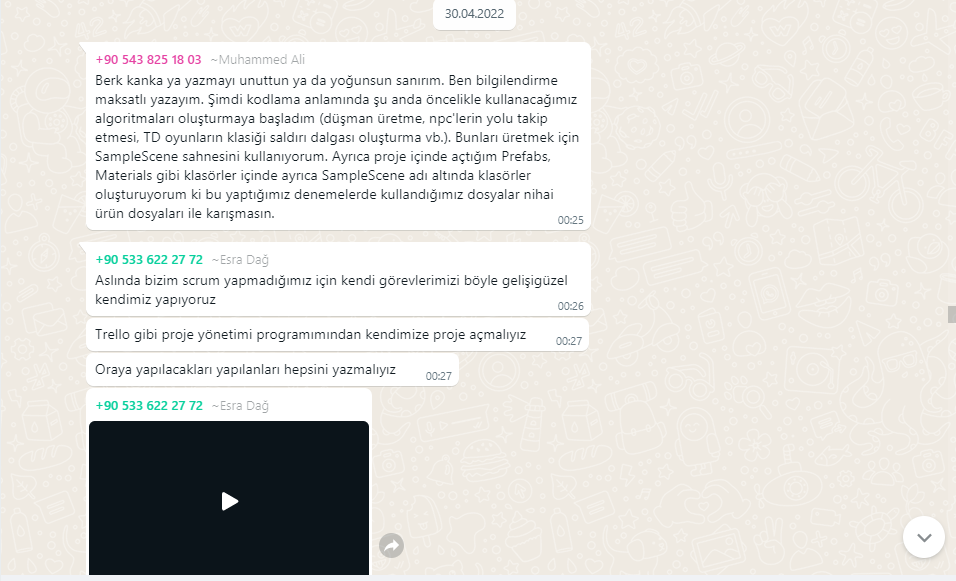 30.04.2022
+90 543 825 18 03 ~Muhammed Ali
Berk kanka ya yazmayı unuttun ya da yoğunsun sanırım. Ben bilgilendirme
maksatlı yazayım. Şimdi kodlama anlamında şu anda öncelikle kullanacağımız
algoritmaları oluşturmaya başladım (düşman üretme, npc'lerin yolu takip
etmesi, TD oyunların klasiği saldırı dalgası oluşturma vb.). Bunları üretmek için
SampleScene sahnesini kullanıyorum. Ayrıca proje içinde açtığım Prefabs,
Materials gibi klasörler içinde ayrıca SampleScene adı altında klasörler
oluşturuyorum ki bu yaptığımız denemelerde kullandığımız dosyalar nihai
ürün dosyaları ile karışmasın.
00:25
+90 533 622 27 72 ~Esra Dağ
Aslında bizim scrum yapmadığımız için kendi görevlerimizi böyle gelişigüzel
kendimiz yapıyoruz
00:26
Trello gibi proje yönetimi programımından kendimize proje açmalıyız
00:27
Oraya yapılacakları yapılanları hepsini yazmalıyız
00:27
+90 533 622 27 72 ~Esra Dağ